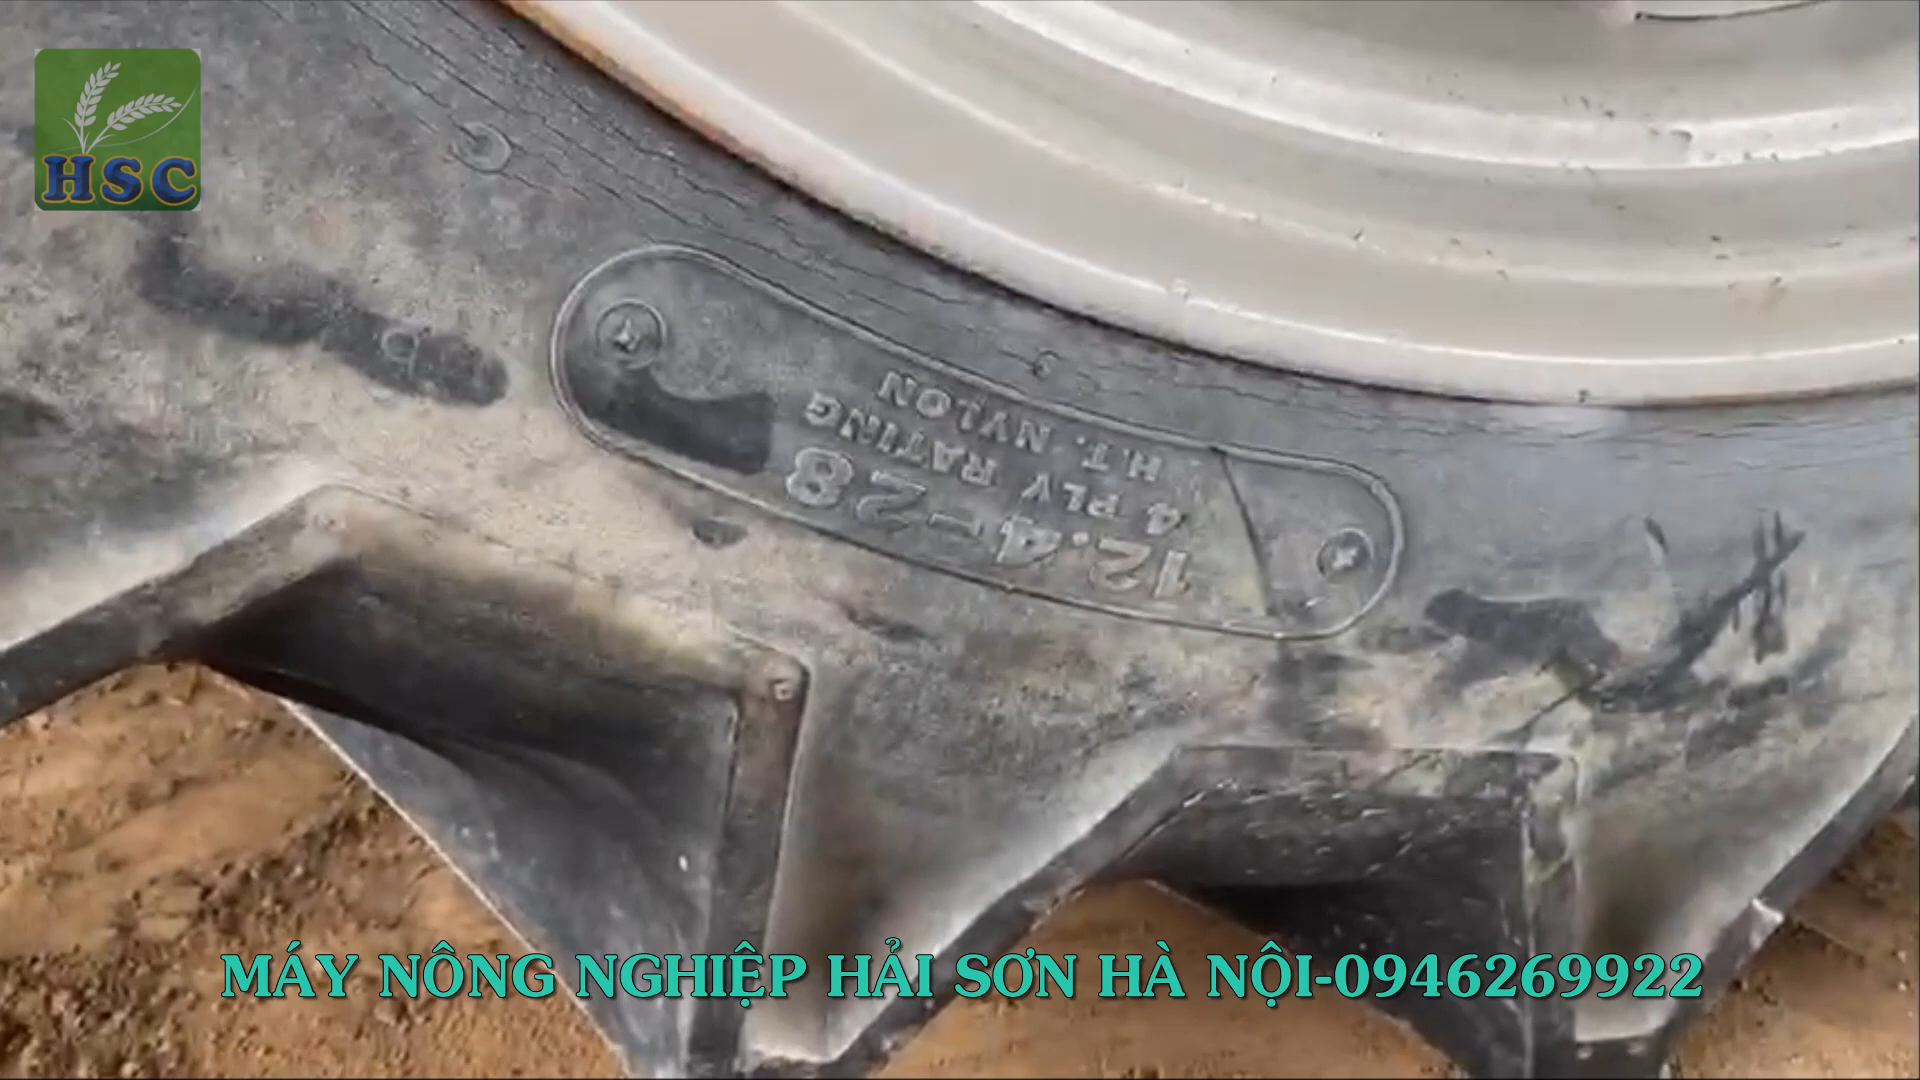 HSC
12.4-28
4 PLY RATING
H.T. NYLON
MÁY NÔNG NGHIỆP HẢI SƠN HÀ NỘI-0946269922